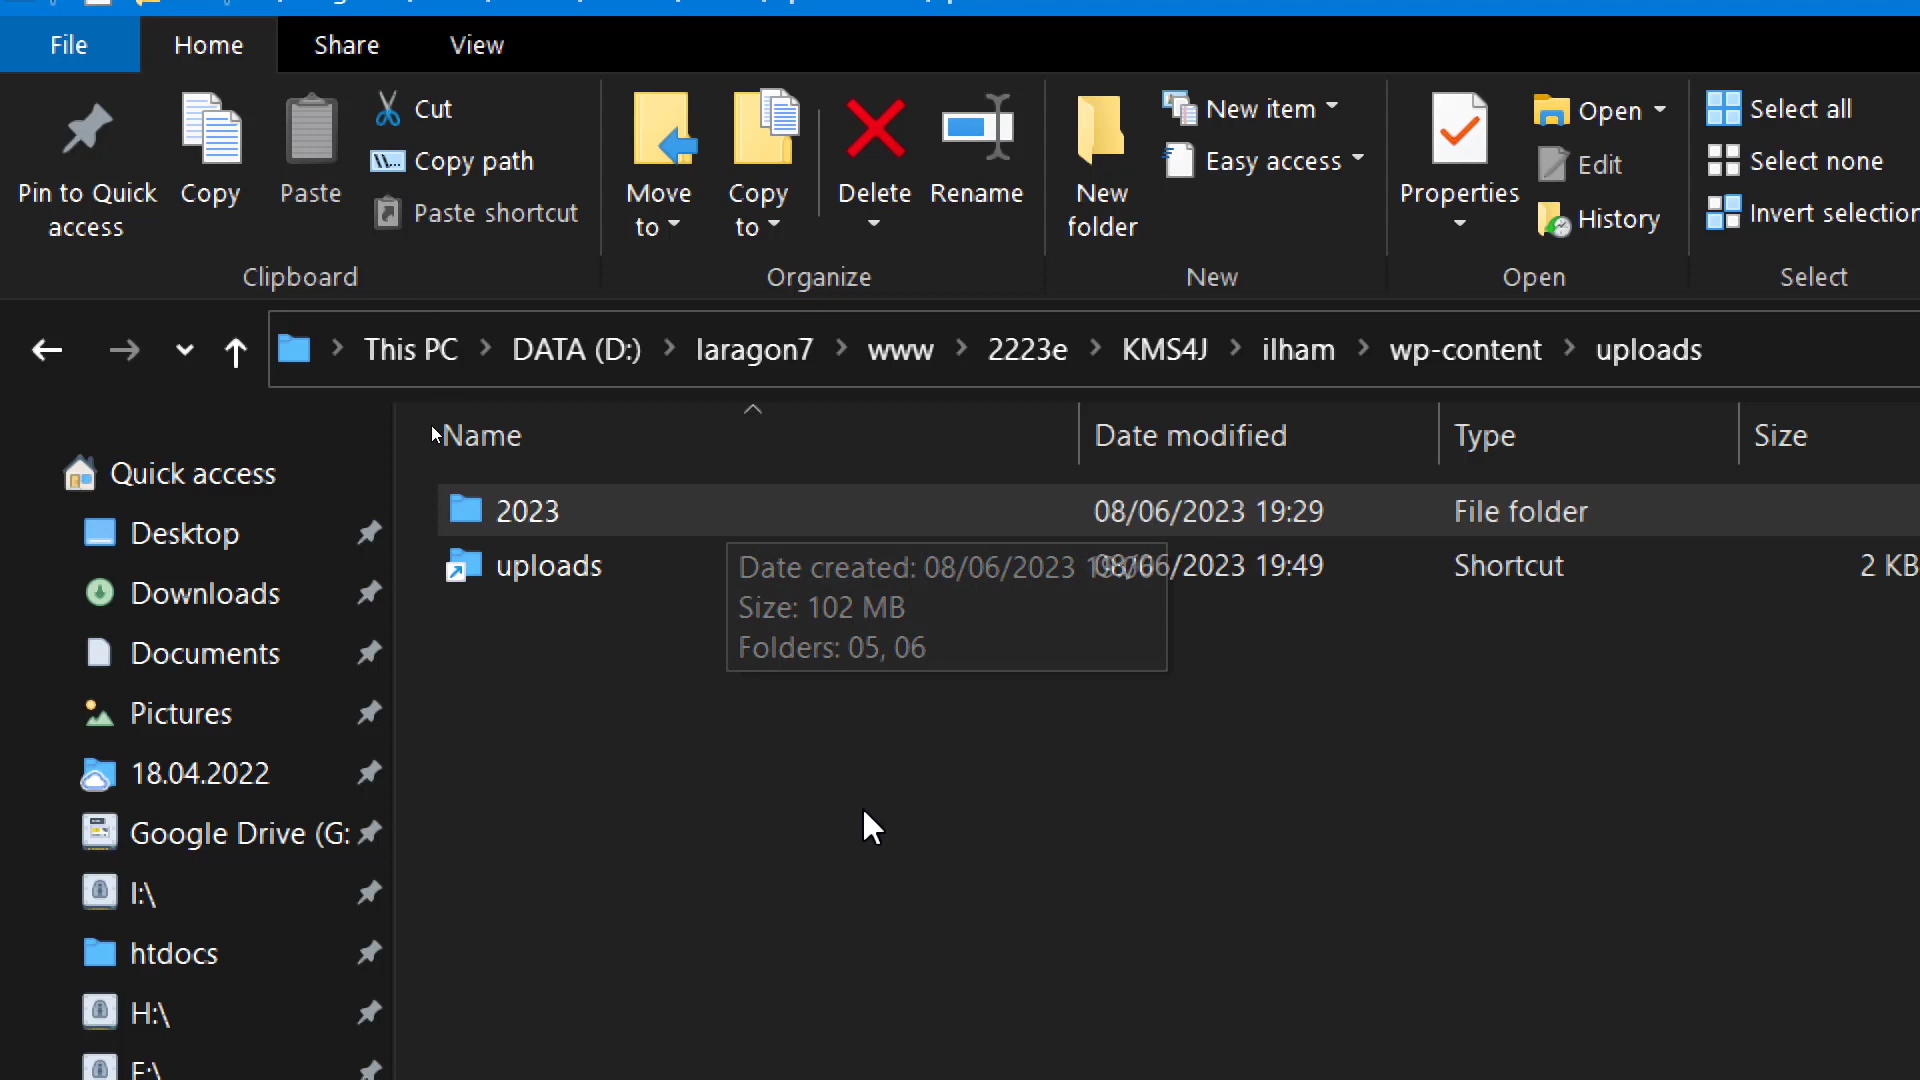 File Home Share View
Pin to Quick access
Copy
Paste
Cut
Copy path
Paste shortcut
Clipboard
Move to
Copy to
Delete
Rename
Organize
New folder
New item
Easy access
New
Properties
Open
Edit
History
Open
Select all
Select none
Invert selection
Select
This PC > DATA (D:) > laragon7 > www > 2223e > KMS4J > ilham > wp-content > uploads
Name Date modified Type Size
2023 08/06/2023 19:29 File folder
uploads 08/06/2023 19:49 Shortcut 2 KB
Date created: 08/06/2023
Size: 102 MB
Folders: 05, 06
Quick access
Desktop
Downloads
Documents
Pictures
18.04.2022
Google Drive (G:
I:\
htdocs
H:\